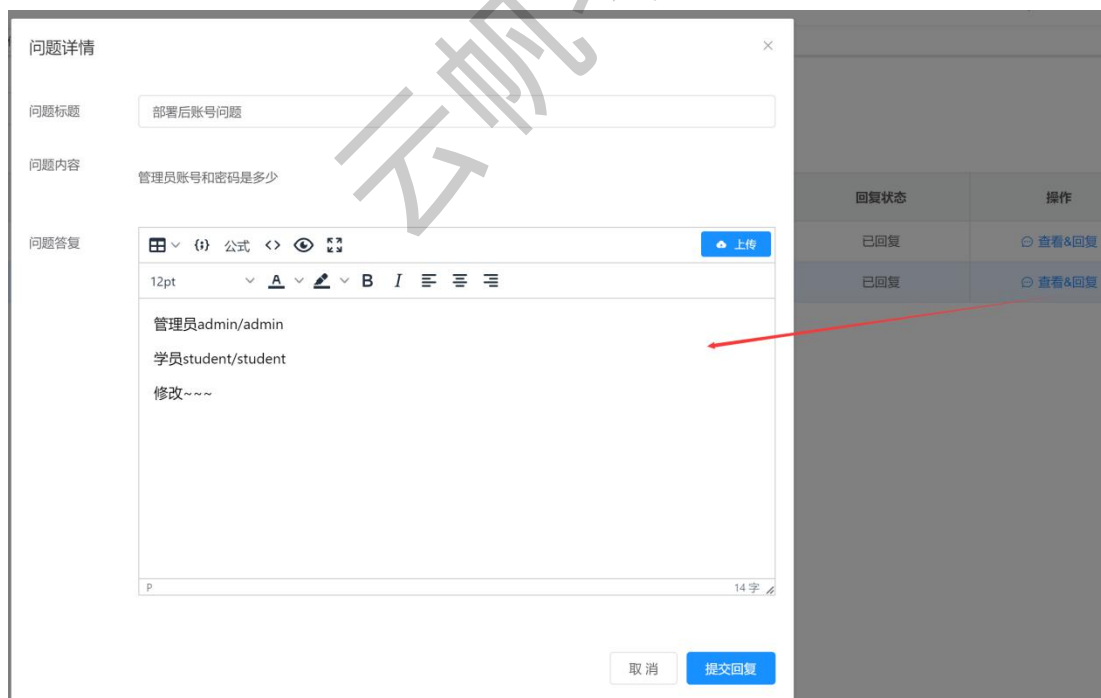 云帆
问题详情
问题标题
部署后账号问题
问题内容
管理员账号和密码是多少
回复状态
操作
问题答复
公式
上传
已回复
查看&回复
12pt
A
B
I
已回复
查看&回复
管理员admin/admin
学员student/student
修改~~~
P
14 字
取消
提交回复